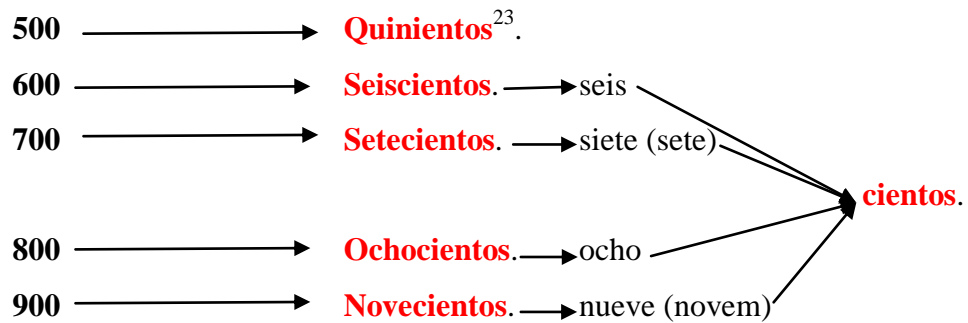 500 Quinientos23.
600 Seiscientos. seis
700 Setecientos. siete (sete)
cientos.
800 Ochocientos. ocho
900 Novecientos. nueve (novem)